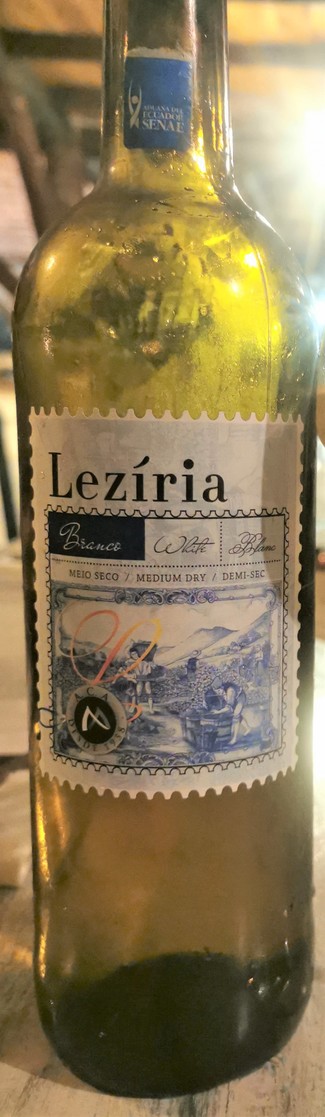 ADUANA DEL
ECUADOR
SENAE
Lezíria
Branco White Blanc
MEIO SECO / MEDIUM DRY / DEMI-SEC